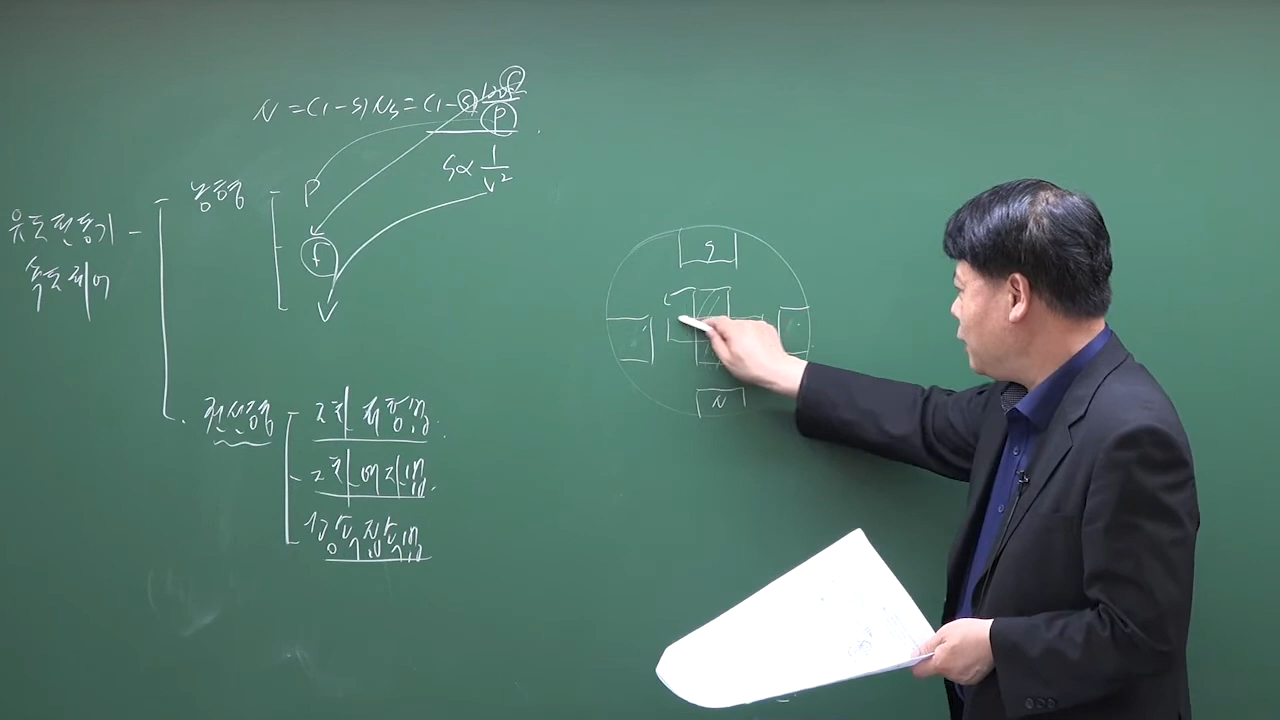 N = (1-S) Ns = (1-S) 120f/P
S ∝ 1/V²
유도전동기
속도제어
농형
P
f
V
권선형
2차 저항법
2차 여자법
종속접속법
S
N